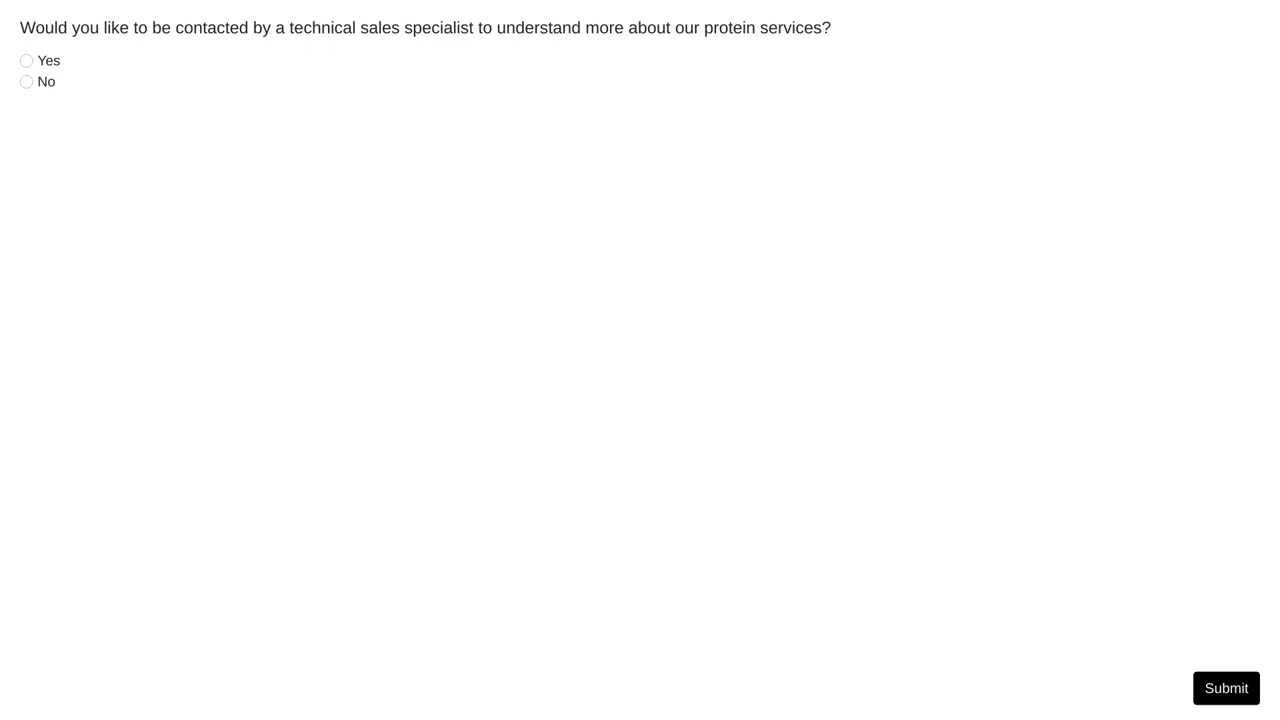 Would you like to be contacted by a technical sales specialist to understand more about our protein services?
Yes
No
Submit